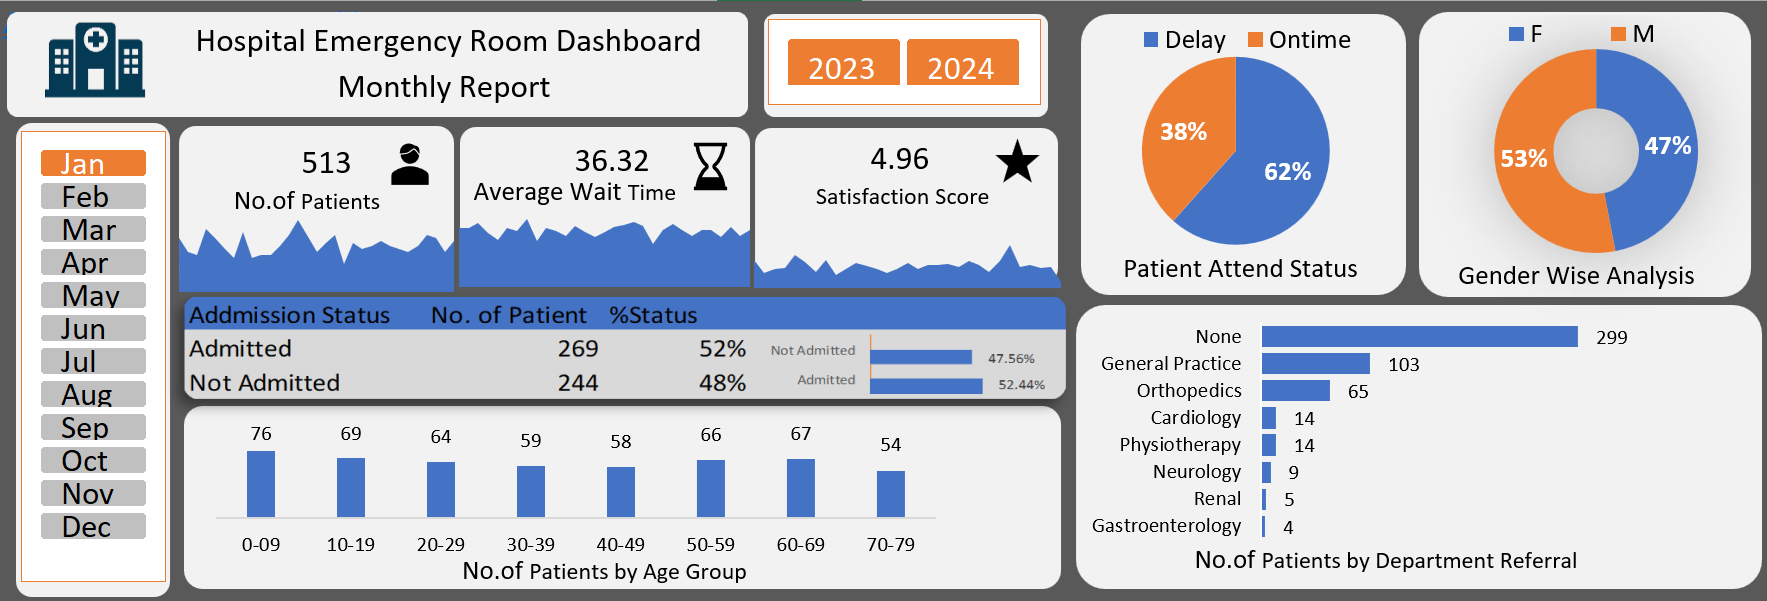 Hospital Emergency Room Dashboard
Monthly Report
2023 2024
Jan
Feb
Mar
Apr
May
Jun
Jul
Aug
Sep
Oct
Nov
Dec
513
No.of Patients
36.32
Average Wait Time
4.96
Satisfaction Score
Delay Ontime
38%
62%
Patient Attend Status
F M
53%
47%
Gender Wise Analysis
Addmission Status No. of Patient %Status
Admitted 269 52%
Not Admitted 244 48%
Not Admitted 47.56%
Admitted 52.44%
76 69 64 59 58 66 67 54
0-09 10-19 20-29 30-39 40-49 50-59 60-69 70-79
No.of Patients by Age Group
None 299
General Practice 103
Orthopedics 65
Cardiology 14
Physiotherapy 14
Neurology 9
Renal 5
Gastroenterology 4
No.of Patients by Department Referral